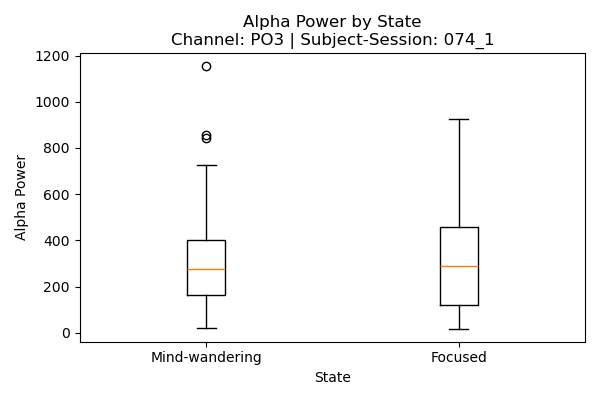 Alpha Power by State
Channel: PO3 | Subject-Session: 074_1
1200
1000
800
600
400
200
0
Alpha Power
Mind-wandering
Focused
State